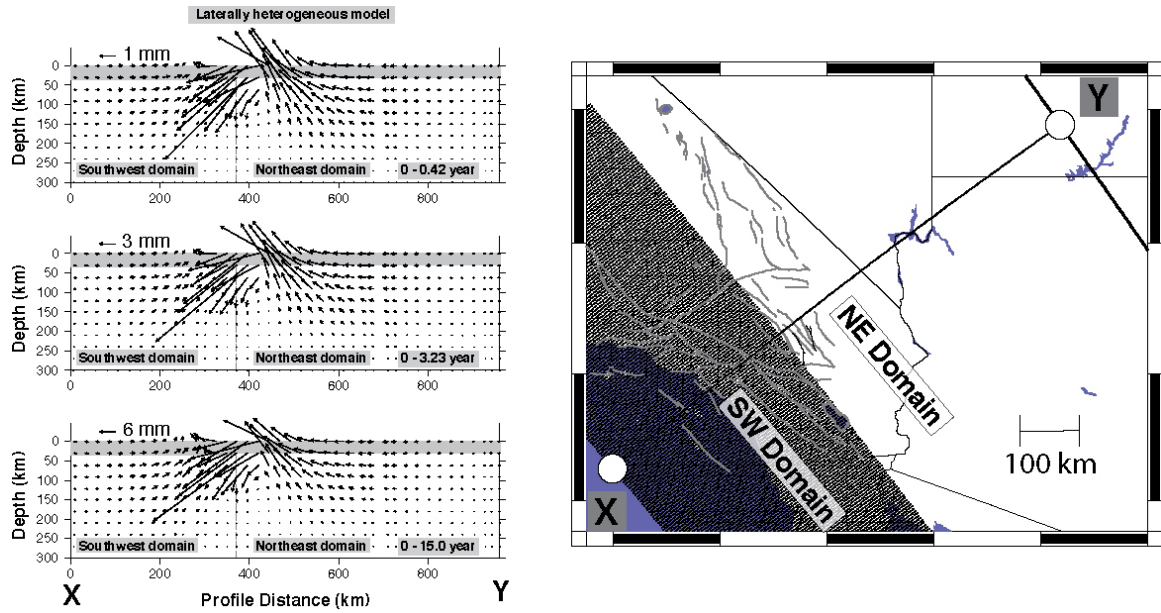 Laterally heterogeneous model
1 mm
Depth (km)
0
50
100
150
200
250
300
Southwest domain
Northeast domain
0 - 0.42 year
0
200
400
600
800
3 mm
Depth (km)
0
50
100
150
200
250
300
Southwest domain
Northeast domain
0 - 3.23 year
0
200
400
600
800
6 mm
Depth (km)
0
50
100
150
200
250
300
Southwest domain
Northeast domain
0 - 15.0 year
0
200
400
600
800
X
Profile Distance (km)
Y
Y
NE Domain
SW Domain
100 km
X